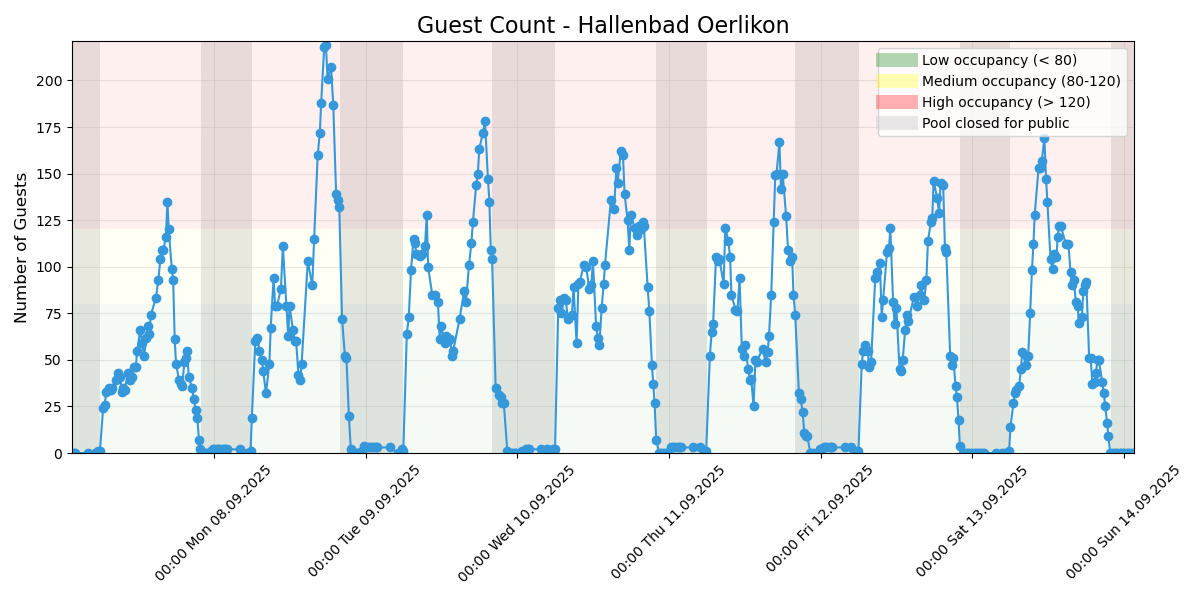 Guest Count - Hallenbad Oerlikon
Number of Guests
200
175
150
125
100
75
50
25
0
Low occupancy (< 80)
Medium occupancy (80-120)
High occupancy (> 120)
Pool closed for public
00:00 Mon 08.09.2025
00:00 Tue 09.09.2025
00:00 Wed 10.09.2025
00:00 Thu 11.09.2025
00:00 Fri 12.09.2025
00:00 Sat 13.09.2025
00:00 Sun 14.09.2025